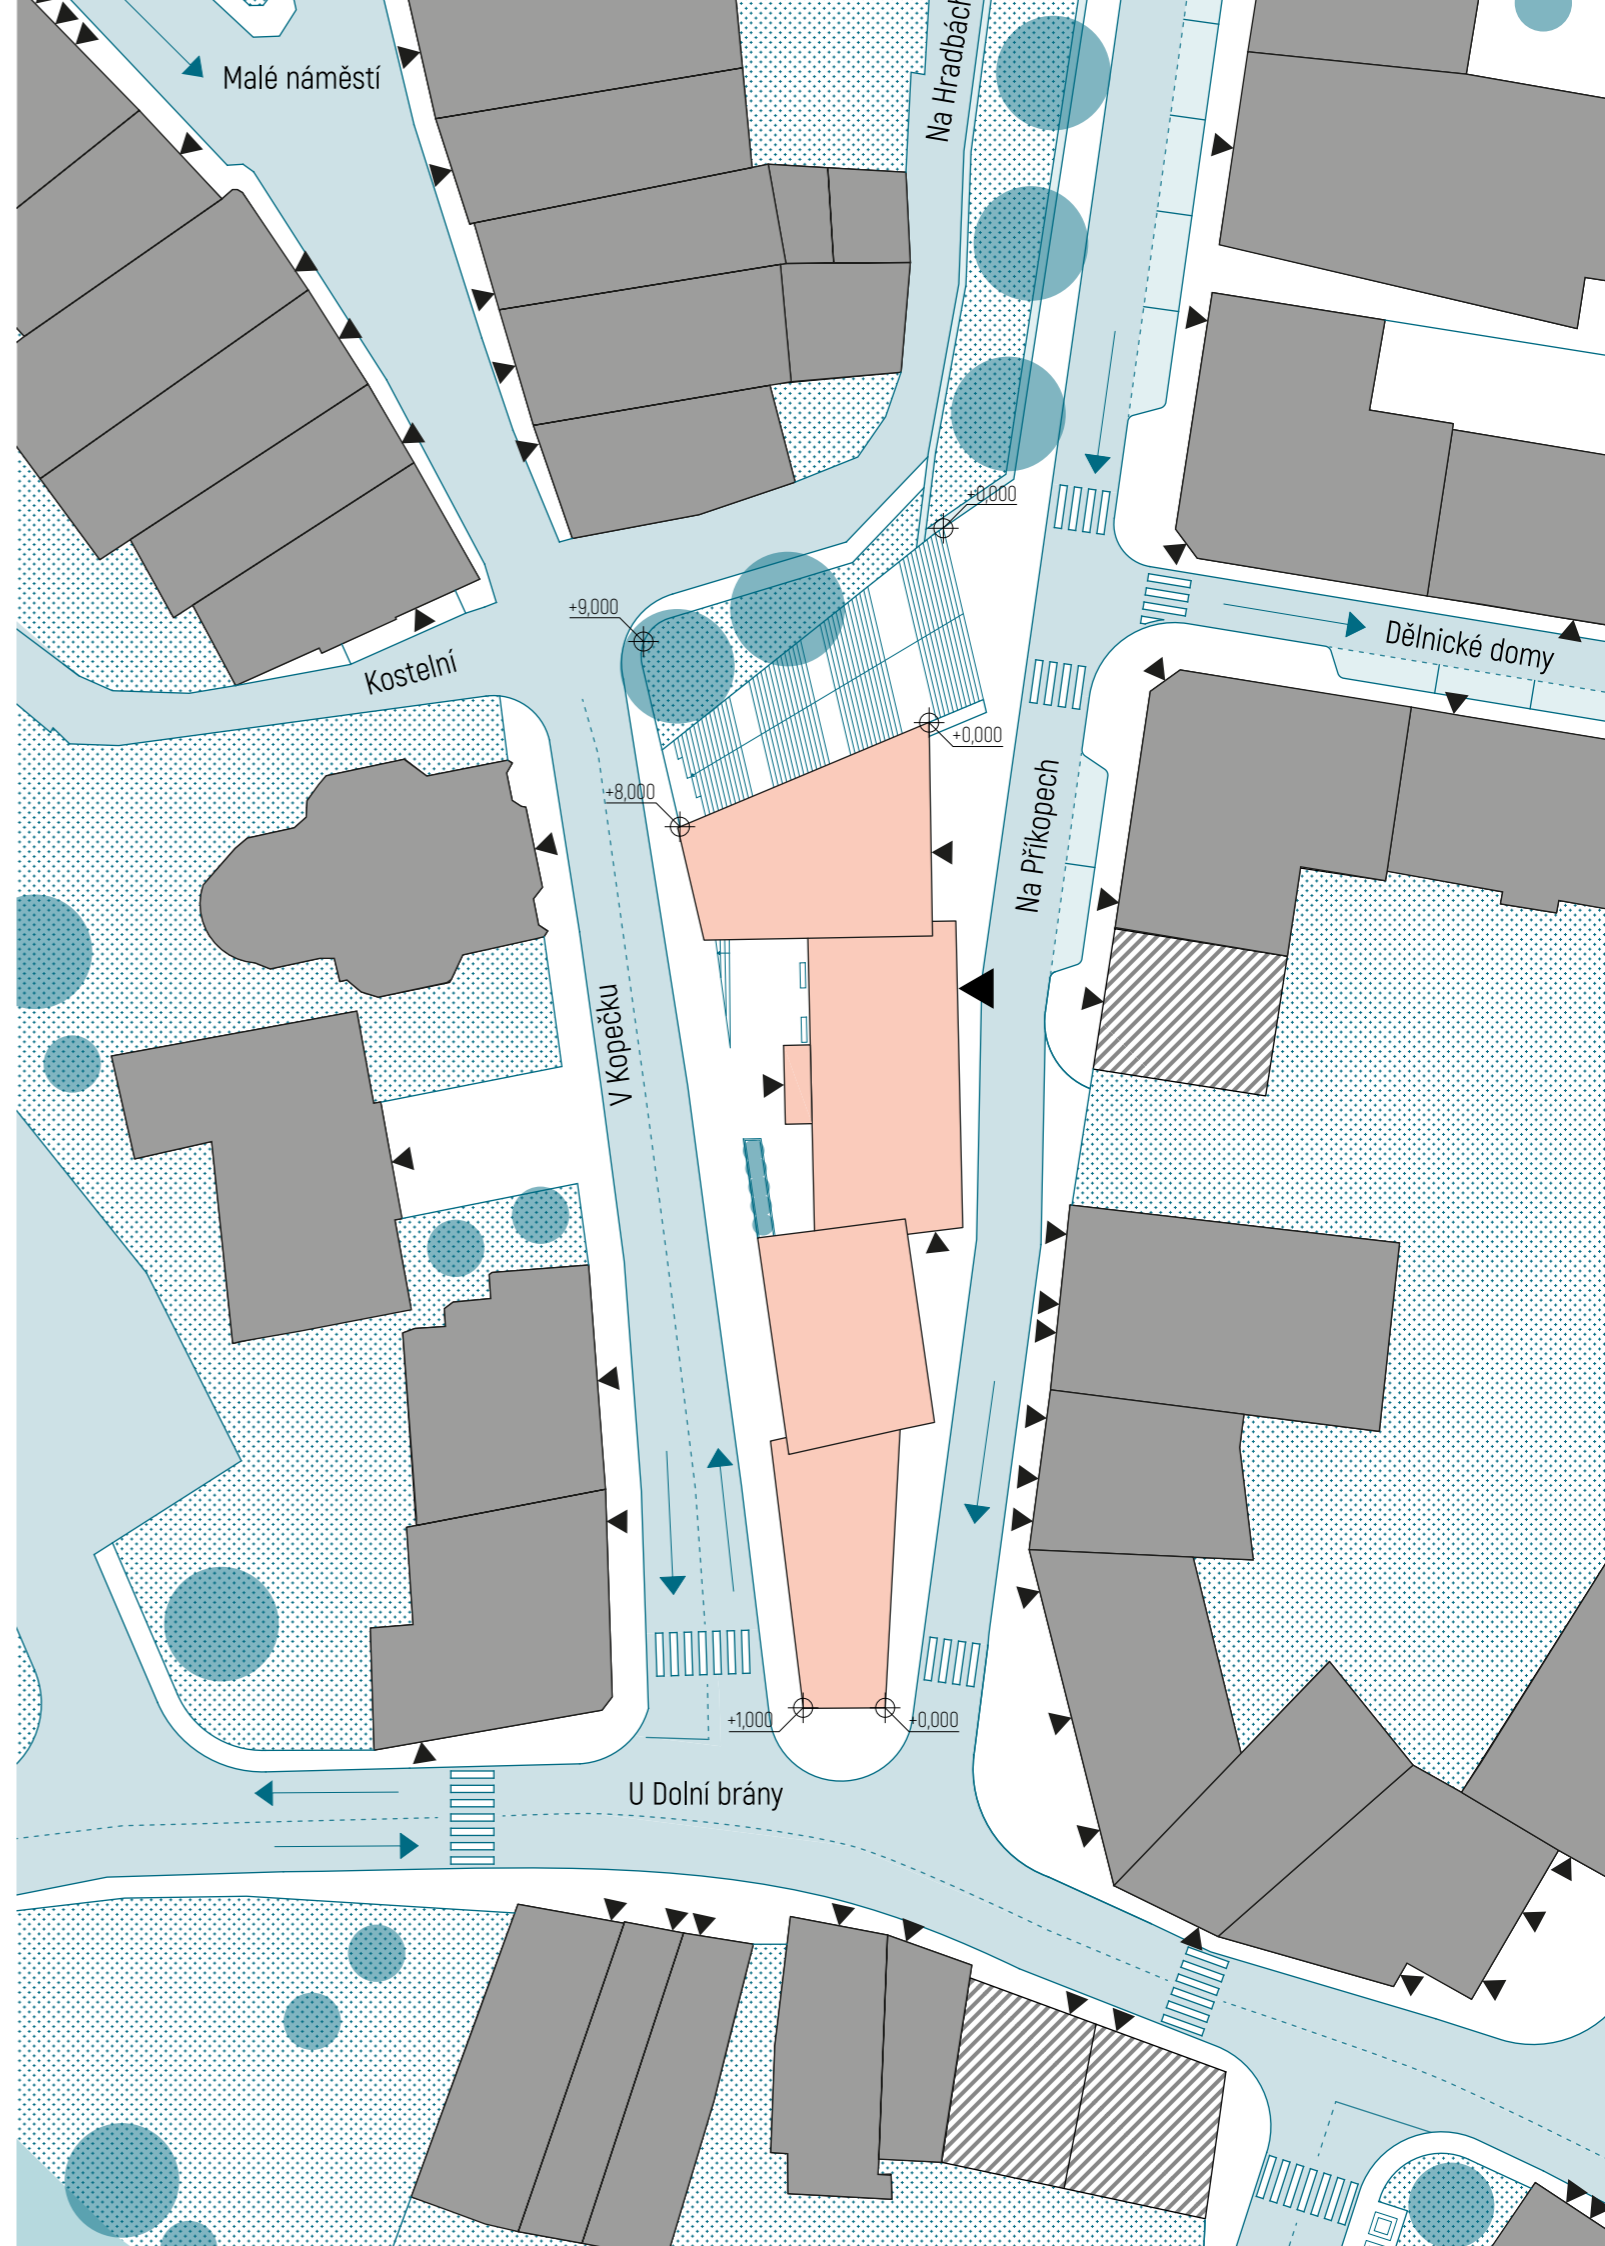 Malé náměstí
Na Hradbách
+0,000
+9,000
Dělnické domy
Kostelní
+0,000
+8,000
Na Příkopech
V Kopečku
+1,000
+0,000
U Dolní brány